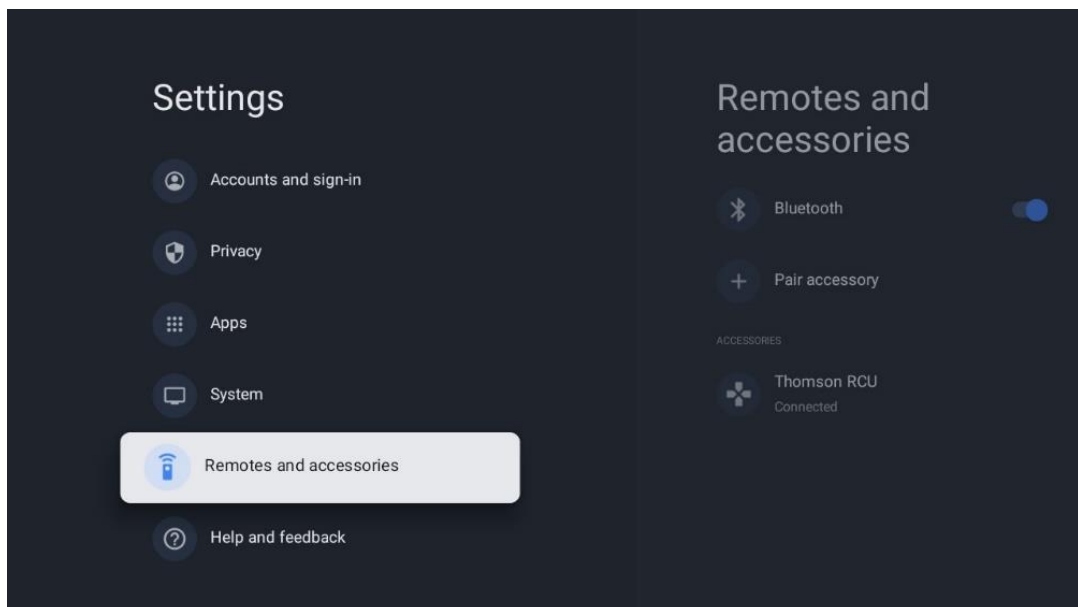 Settings
Accounts and sign-in
Privacy
Apps
System
Remotes and accessories
Help and feedback
Remotes and
accessories
Bluetooth
Pair accessory
ACCESSORIES
Thomson RCU
Connected